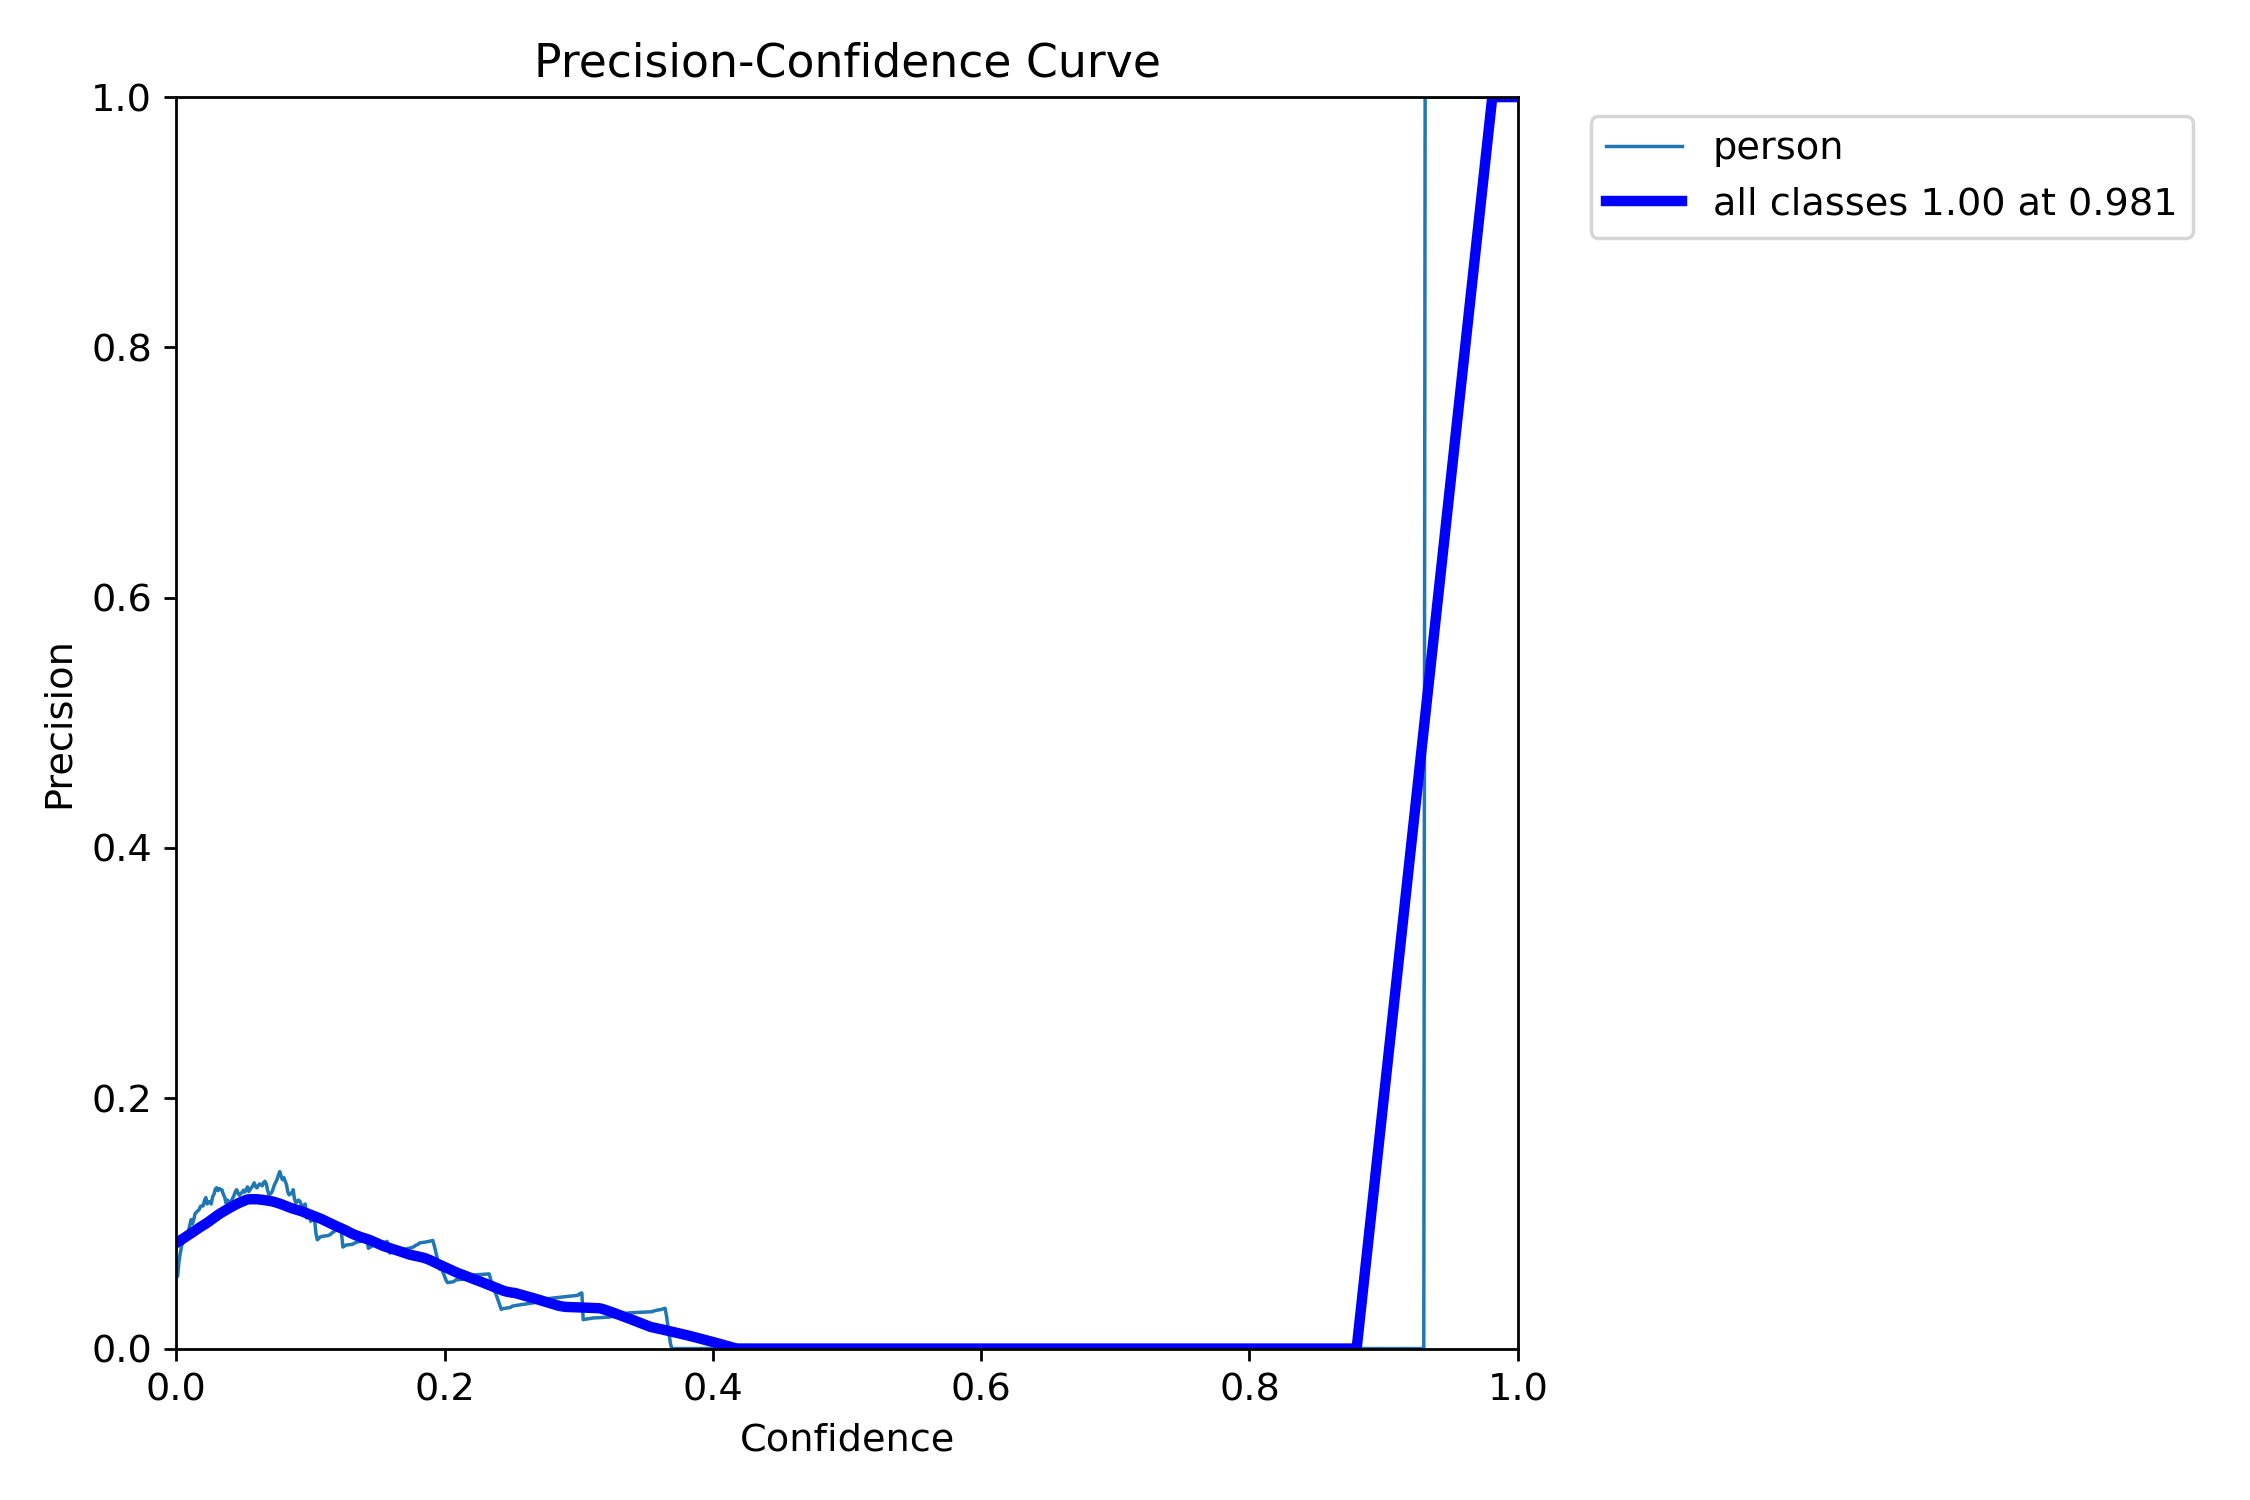 Precision-Confidence Curve
1.0
0.8
0.6
0.4
0.2
0.0
Precision
0.0 0.2 0.4 0.6 0.8 1.0
Confidence
person
all classes 1.00 at 0.981